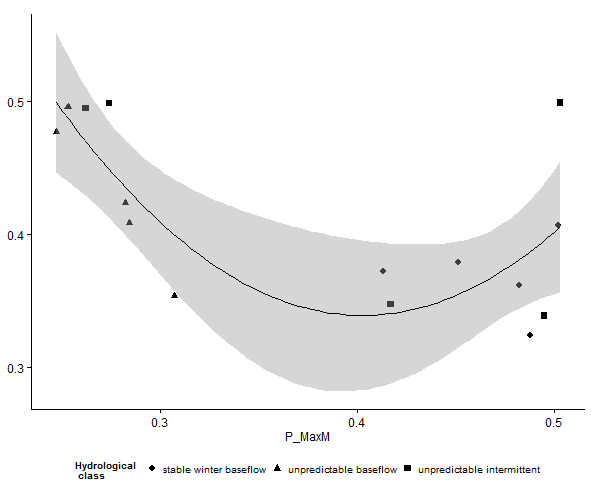 0.5
0.4
0.3
0.3 0.4 0.5
P_MaxM
Hydrological
class
stable winter baseflow unpredictable baseflow unpredictable intermittent